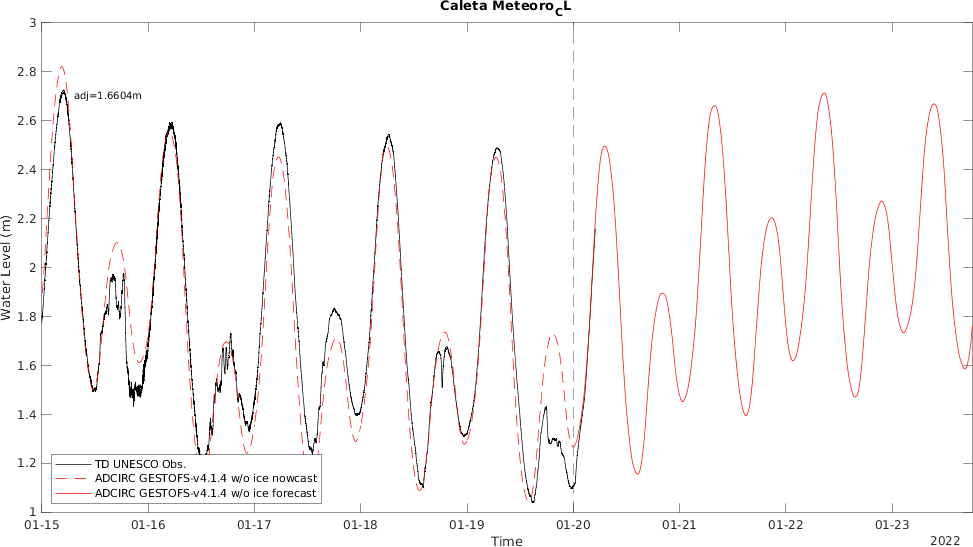 Caleta Meteoro_CL
3
2.8
adj=1.6604m
2.6
2.4
2.2
2
1.8
1.6
1.4
1.2
1
Water Level (m)
TD UNESCO Obs.
ADCIRC GESTOFS-v4.1.4 w/o ice nowcast
ADCIRC GESTOFS-v4.1.4 w/o ice forecast
01-15 01-16 01-17 01-18 01-19 01-20 01-21 01-22 01-23
Time
2022